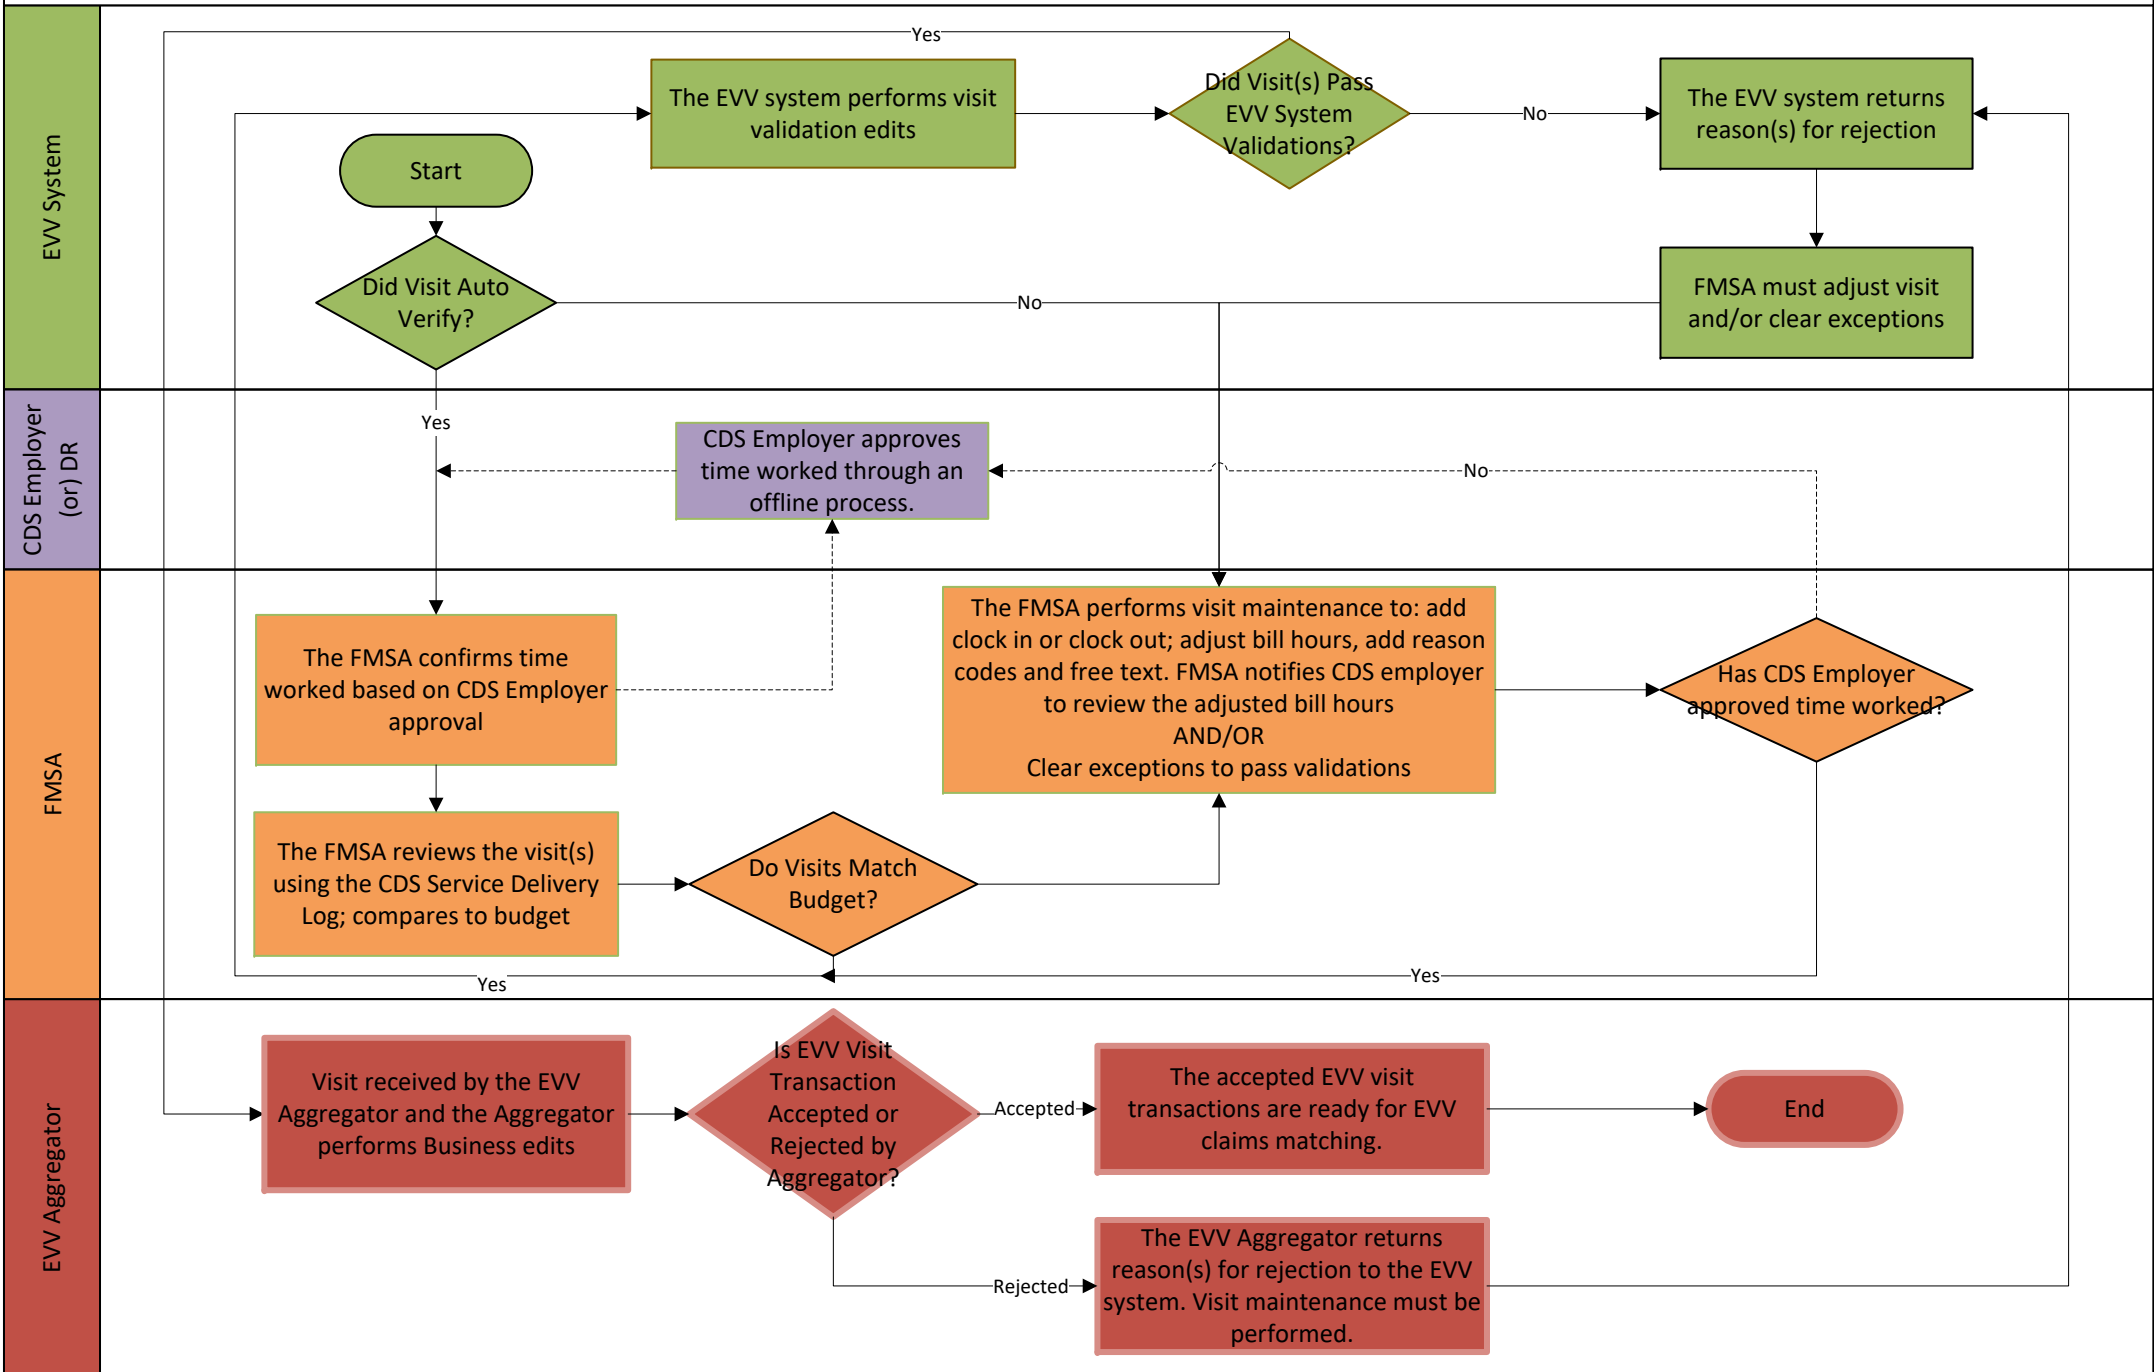 EVV System
Yes
The EVV system performs visit
validation edits
Did Visit(s) Pass
EVV System
Validations?
No
The EVV system returns
reason(s) for rejection
Start
Did Visit Auto
Verify?
No
FMSA must adjust visit
and/or clear exceptions
CDS Employer
(or) DR
Yes
CDS Employer approves
time worked through an
offline process.
No
FMSA
The FMSA confirms time
worked based on CDS Employer
approval
The FMSA performs visit maintenance to: add
clock in or clock out; adjust bill hours, add reason
codes and free text. FMSA notifies CDS employer
to review the adjusted bill hours
AND/OR
Clear exceptions to pass validations
Has CDS Employer
approved time worked?
The FMSA reviews the visit(s)
using the CDS Service Delivery
Log; compares to budget
Do Visits Match
Budget?
Yes
Yes
EVV Aggregator
Visit received by the EVV
Aggregator and the Aggregator
performs Business edits
Is EVV Visit
Transaction
Accepted or
Rejected by
Aggregator?
Accepted
The accepted EVV visit
transactions are ready for EVV
claims matching.
End
Rejected
The EVV Aggregator returns
reason(s) for rejection to the EVV
system. Visit maintenance must be
performed.